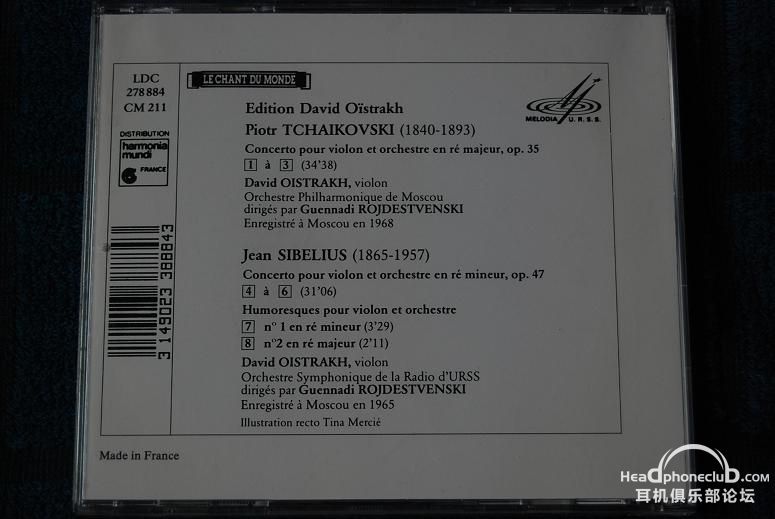 LDC
278 884
CM 211
DISTRIBUTION
harmonia
mundi
FRANCE
3 149023 388843
LE CHANT DU MONDE
MELODIA U.R.S.S.
Edition David Oïstrakh
Piotr TCHAIKOVSKI (1840-1893)
Concerto pour violon et orchestre en ré majeur, op. 35
1 à 3 (34'38)
David OISTRAKH, violon
Orchestre Philharmonique de Moscou
dirigés par Guennadi ROJDESTVENSKI
Enregistré à Moscou en 1968
Jean SIBELIUS (1865-1957)
Concerto pour violon et orchestre en ré mineur, op. 47
4 à 6 (31'06)
Humoresques pour violon et orchestre
7 n° 1 en ré mineur (3'29)
8 n°2 en ré majeur (2'11)
David OISTRAKH, violon
Orchestre Symphonique de la Radio d'URSS
dirigés par Guennadi ROJDESTVENSKI
Enregistré à Moscou en 1965
Illustration recto Tina Mercié
Made in France
HeadphoneclubD.com
耳机俱乐部论坛